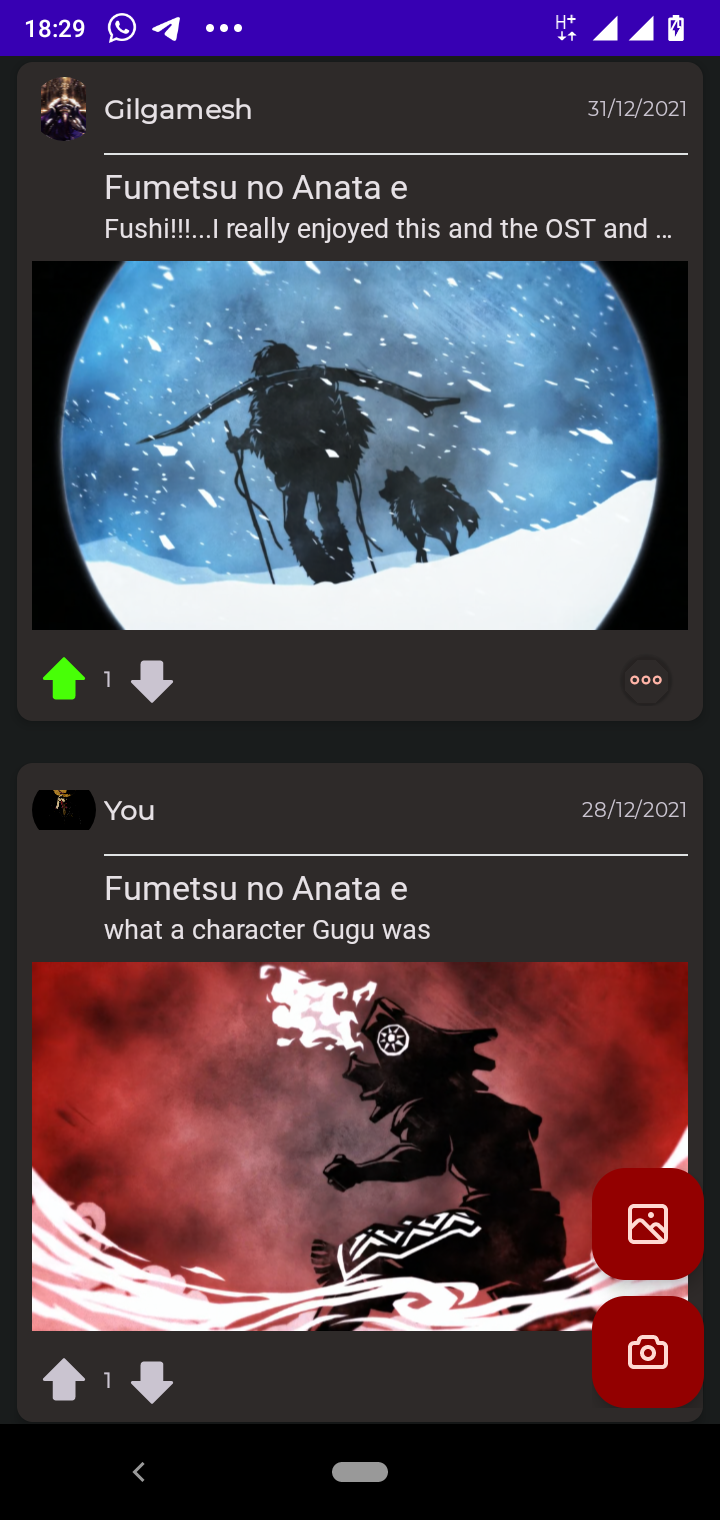 18:29
H+
Gilgamesh
31/12/2021
Fumetsu no Anata e
Fushi!!!...I really enjoyed this and the OST and ...
1
You
28/12/2021
Fumetsu no Anata e
what a character Gugu was
1